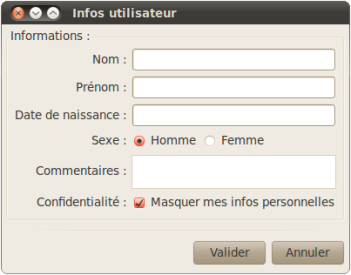 Infos utilisateur
Informations :
Nom :
Prénom :
Date de naissance :
Sexe : Homme Femme
Commentaires :
Confidentialité : Masquer mes infos personnelles
Valider Annuler